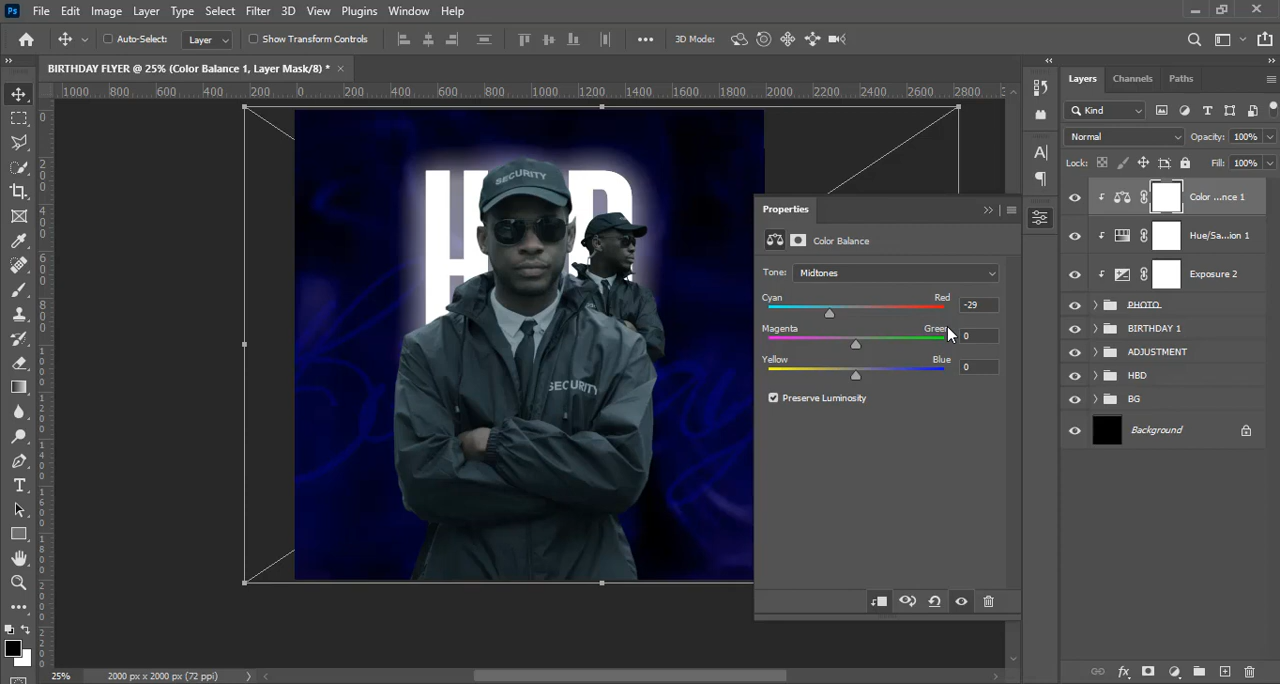 Ps File Edit Image Layer Type Select Filter 3D View Plugins Window Help
Auto-Select: Layer Show Transform Controls 3D Mode:
BIRTHDAY FLYER @ 25% (Color Balance 1, Layer Mask/8) *
1000 800 600 400 200 0 200 400 600 800 1000 1200 1400 1600 1800 2000 2200 2400 2600 2800
Layers Channels Paths
Kind
Normal Opacity: 100%
Lock: Fill: 100%
Color ...nce 1
Hue/Sa...ion 1
Exposure 2
PHOTO
BIRTHDAY 1
ADJUSTMENT
HBD
BG
Background
Properties
Color Balance
Tone: Midtones
Cyan Red -29
Magenta Green 0
Yellow Blue 0
Preserve Luminosity
SECURITY
SECURITY
25% 2000 px x 2000 px (72 ppi)